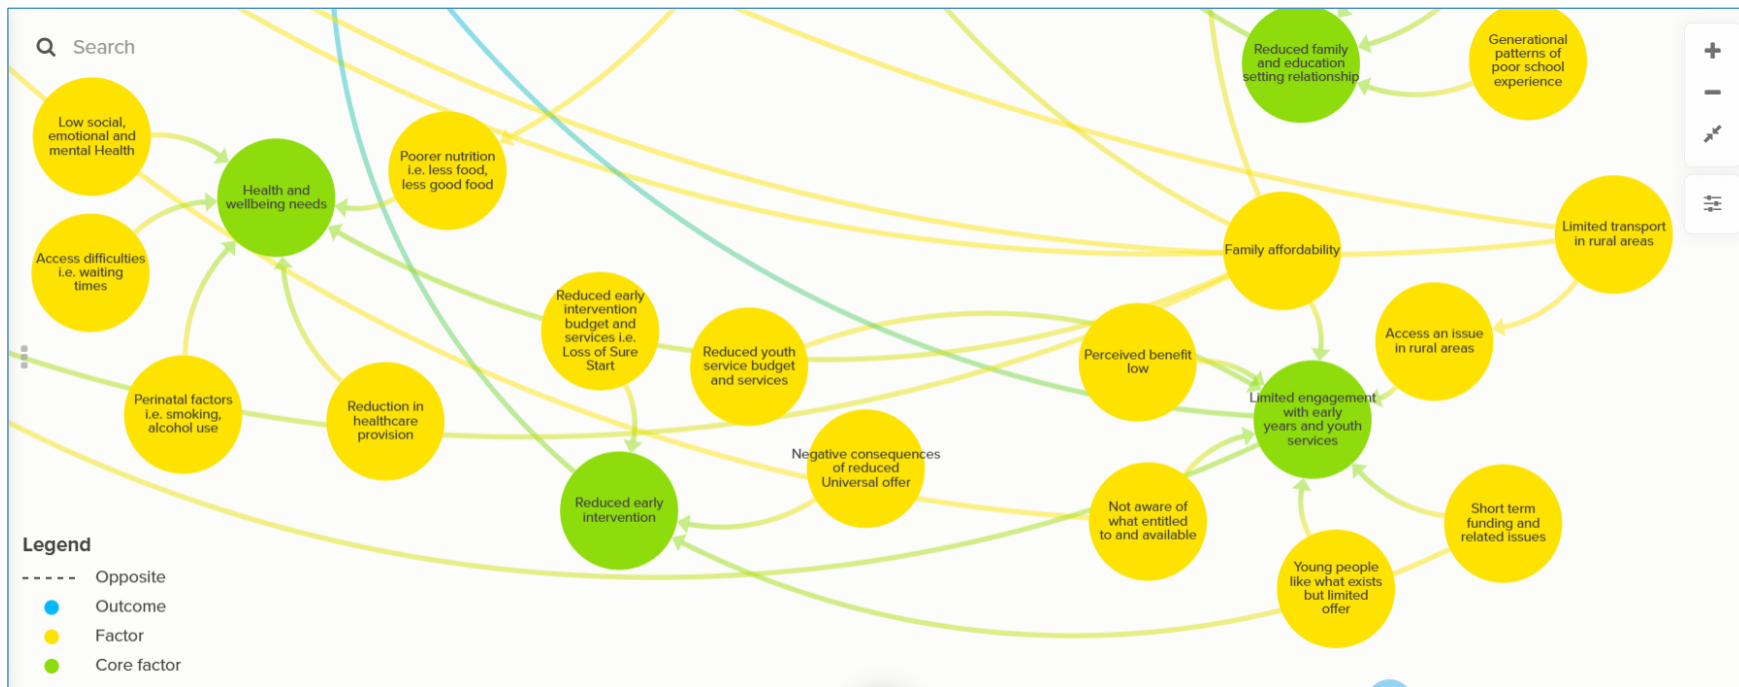 Search
Reduced family
and education
setting relationship
Generational
patterns of
poor school
experience
Low social,
emotional and
mental Health
Poorer nutrition
i.e. less food,
less good food
Health and
wellbeing needs
Limited transport
in rural areas
Family affordability
Access difficulties
i.e. waiting
times
Reduced early
intervention
budget and
services i.e.
Loss of Sure
Start
Reduced youth
service budget
and services
Perceived benefit
low
Access an issue
in rural areas
Perinatal factors
i.e. smoking,
alcohol use
Reduction in
healthcare
provision
Limited engagement
with early
years and youth
services
Negative consequences
of reduced
Universal offer
Reduced early
intervention
Not aware of
what entitled
to and available
Short term
funding and
related issues
Young people
like what exists
but limited
offer
Legend
Opposite
Outcome
Factor
Core factor